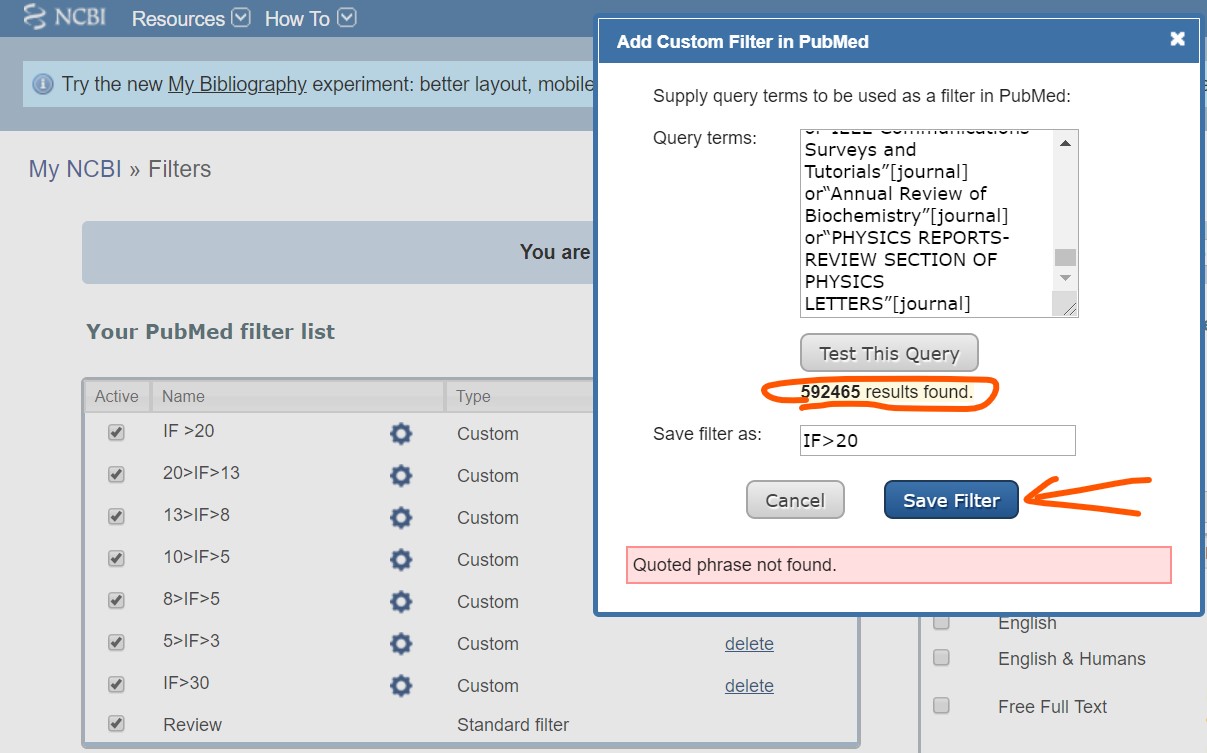 NCBI Resources How To
Try the new My Bibliography experiment: better layout, mobile
My NCBI » Filters
You are
Your PubMed filter list
Active Name Type
IF >20 Custom
20>IF>13 Custom
13>IF>8 Custom
10>IF>5 Custom
8>IF>5 Custom
5>IF>3 Custom delete
IF>30 Custom delete
Review Standard filter
Add Custom Filter in PubMed
Supply query terms to be used as a filter in PubMed:
Query terms:
or"IEEE Communications
Surveys and
Tutorials”[journal]
or“Annual Review of
Biochemistry”[journal]
or“PHYSICS REPORTS-
REVIEW SECTION OF
PHYSICS
LETTERS”[journal]
Test This Query
592465 results found.
Save filter as: IF>20
Cancel Save Filter
Quoted phrase not found.
English
English & Humans
Free Full Text